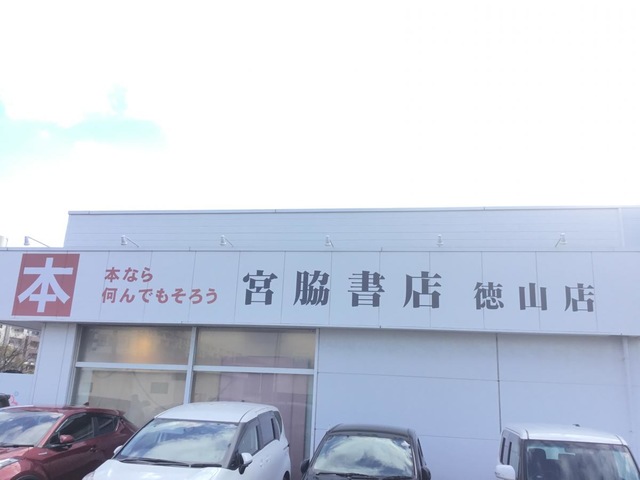 本
本なら
何んでもそろう
宮脇書店 徳山店